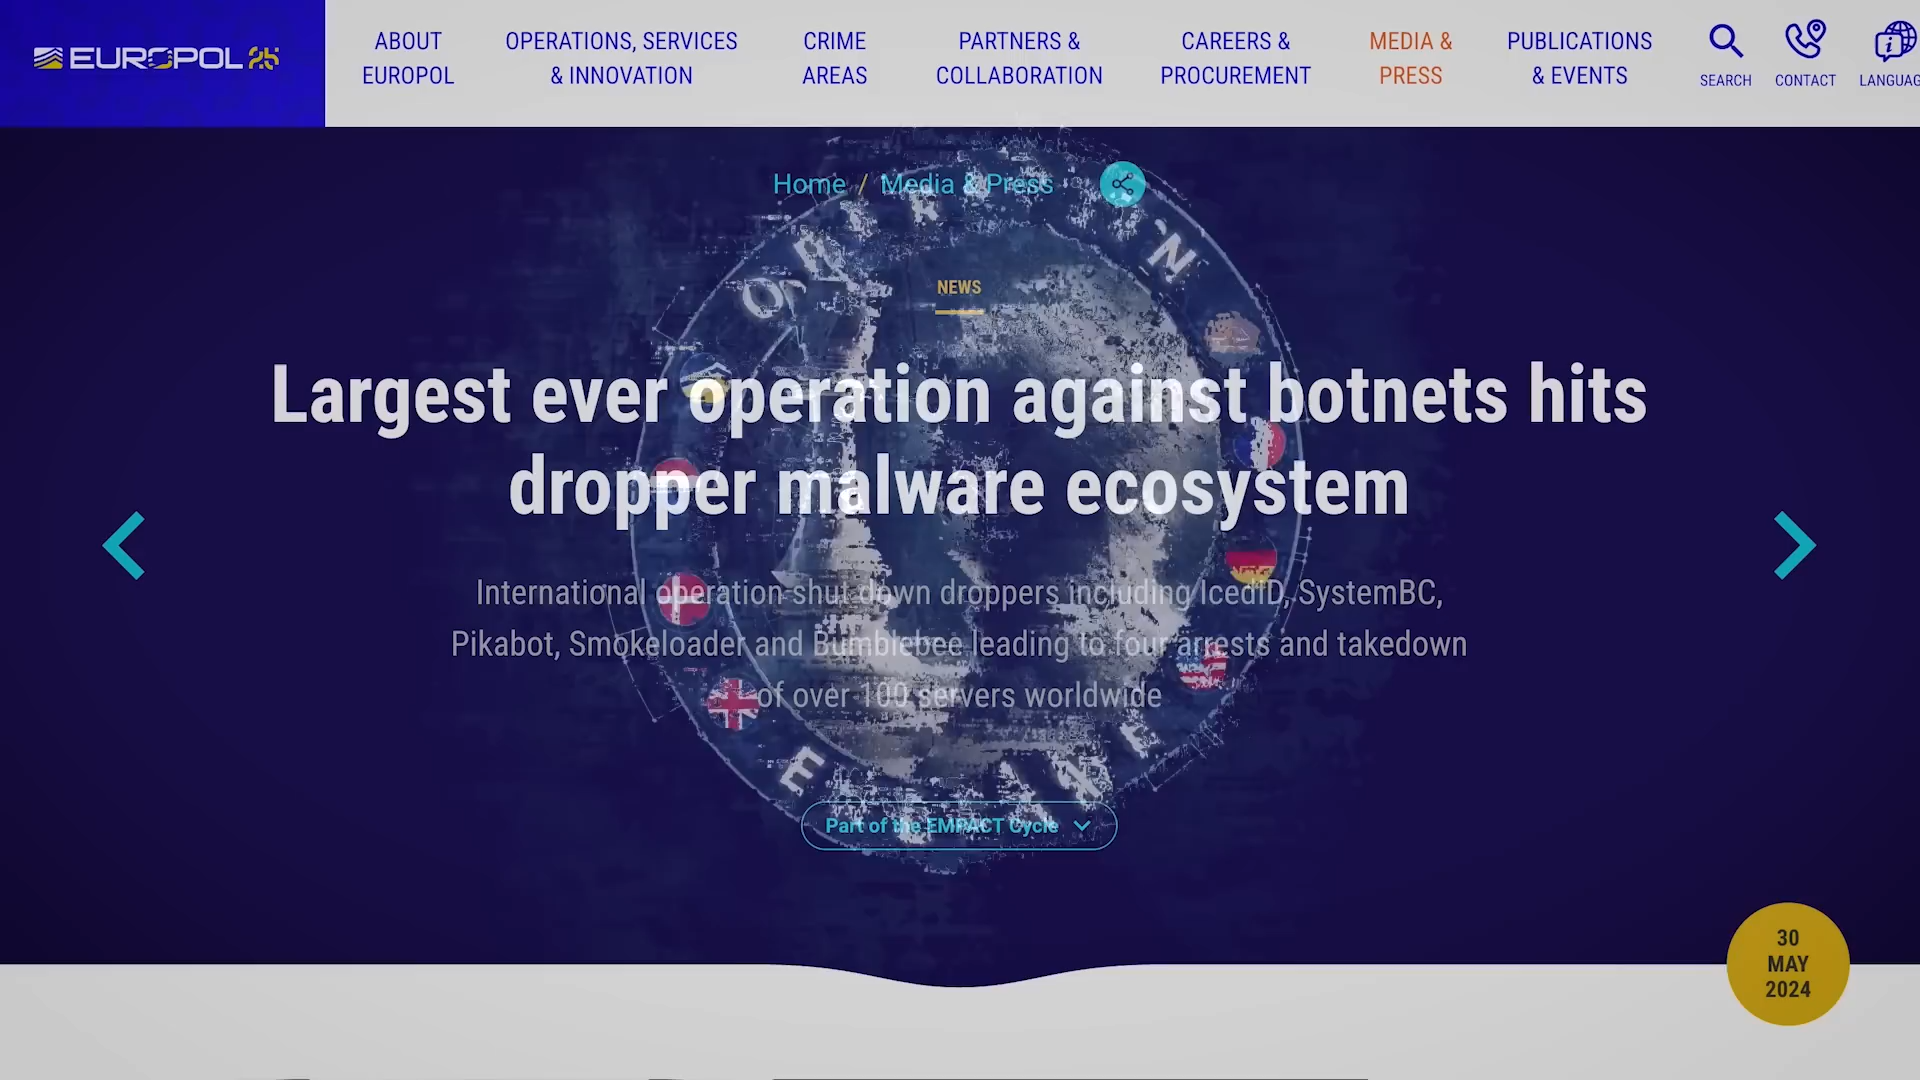 EUROPOL 25
ABOUT
EUROPOL
OPERATIONS, SERVICES
& INNOVATION
CRIME
AREAS
PARTNERS &
COLLABORATION
CAREERS &
PROCUREMENT
MEDIA &
PRESS
PUBLICATIONS
& EVENTS
SEARCH
CONTACT
LANGUAG
Home / Media & Press
NEWS
Largest ever operation against botnets hits
dropper malware ecosystem
International operation shut down droppers including IcedID, SystemBC,
Pikabot, Smokeloader and Bumblebee leading to four arrests and takedown
of over 100 servers worldwide
Part of the EMPACT Cycle
30
MAY
2024